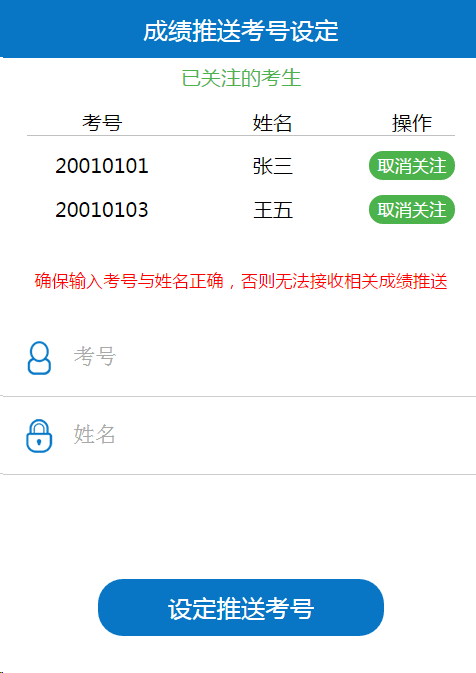 成绩推送考号设定
已关注的考生
考号 姓名 操作
20010101 张三 取消关注
20010103 王五 取消关注
确保输入考号与姓名正确，否则无法接收相关成绩推送
考号
姓名
设定推送考号